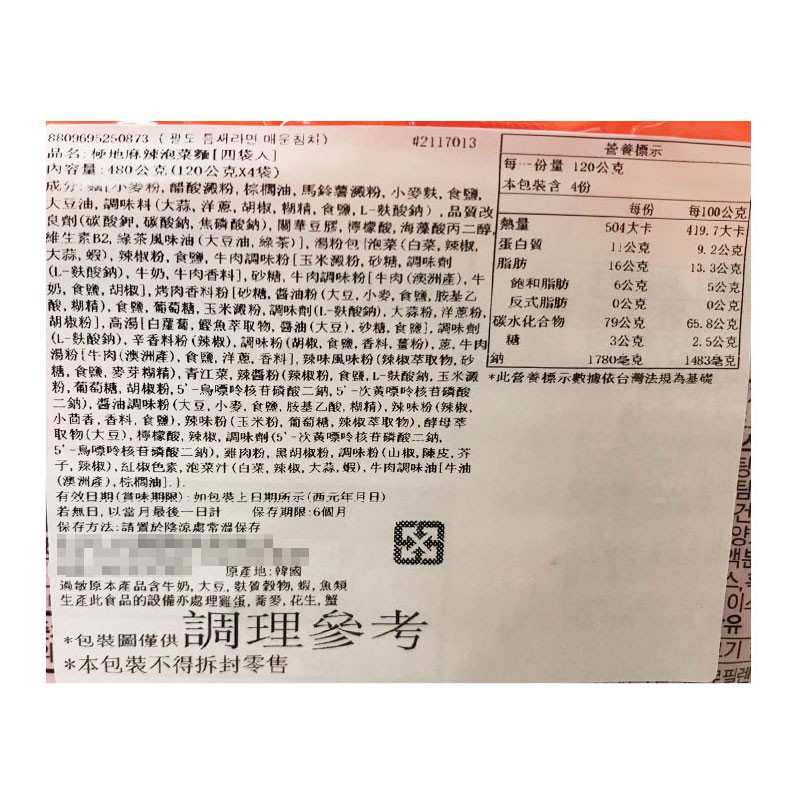 8809695250873 (팔도 틈새라면 매운김치) #2117013
品名:極地麻辣泡菜麵[四袋入]
內容量:480公克(120公克X4袋)
成分:麵[小麥粉,醋酸澱粉,棕櫚油,馬鈴薯澱粉,小麥麩,食鹽,
大豆油,調味料(大蒜,洋蔥,胡椒,糊精,食鹽,L-麩酸鈉),品質改
良劑(碳酸鉀,碳酸鈉,焦磷酸鈉),關華豆膠,檸檬酸,海藻酸丙二醇,
維生素B2,綠茶風味油(大豆油,綠茶)],湯粉包[泡菜(白菜,辣椒,
大蒜,蝦),辣椒粉,食鹽,牛肉調味粉[玉米澱粉,砂糖,調味劑
(L-麩酸鈉),牛奶,牛肉香料],砂糖,牛肉調味粉[牛肉(澳洲產),牛
奶,食鹽,胡椒],烤肉香料粉[砂糖,醬油粉(大豆,小麥,食鹽,胺基乙
酸,糊精),食鹽,葡萄糖,玉米澱粉,調味劑(L-麩酸鈉),大蒜粉,洋蔥粉,
胡椒粉],高湯[白蘿蔔,鰹魚萃取物,醬油(大豆),砂糖,食鹽],調味劑
(L-麩酸鈉),辛香料粉(辣椒),調味粉(胡椒,食鹽,香料,薑粉),蔥,牛肉
湯粉[牛肉(澳洲產),食鹽,洋蔥,香料],辣味風味粉(辣椒萃取物,砂
糖,食鹽,麥芽糊精),青江菜,辣醬粉(辣椒粉,食鹽,L-麩酸鈉,玉米澱
粉,葡萄糖,胡椒粉,5'-鳥嘌呤核苷磷酸二鈉,5'-次黃嘌呤核苷磷酸
二鈉),醬油調味粉(大豆,小麥,食鹽,胺基乙酸,糊精),辣味粉(辣椒,
小茴香,香料,食鹽),辣味粉(玉米粉,葡萄糖,辣椒萃取物),酵母萃
取物(大豆),檸檬酸,辣椒,調味劑(5'-次黃嘌呤核苷磷酸二鈉,
5'-鳥嘌呤核苷磷酸二鈉),雞肉粉,黑胡椒粉,調味粉(山椒,陳皮,芥
子,辣椒),紅椒色素,泡菜汁(白菜,辣椒,大蒜,蝦),牛肉調味油[牛油
(澳洲產),棕櫚油].}.
有效日期(賞味期限):如包裝上日期所示(西元年月日)
若無日,以當月最後一日計 保存期限:6個月
保存方法:請置於陰涼處常溫保存
原產地:韓國
過敏原本產品含牛奶,大豆,麩質穀物,蝦,魚類
生產此食品的設備亦處理雞蛋,蕎麥,花生,蟹
*包裝圖僅供調理參考
*本包裝不得拆封零售
營養標示
每一份量 120公克
本包裝含 4份
每份 每100公克
熱量 504大卡 419.7大卡
蛋白質 11公克 9.2公克
脂肪 16公克 13.3公克
飽和脂肪 6公克 5公克
反式脂肪 0公克 0公克
碳水化合物 79公克 65.8公克
糖 3公克 2.5公克
鈉 1780毫克 1483毫克
*此營養標示數據依台灣法規為基礎